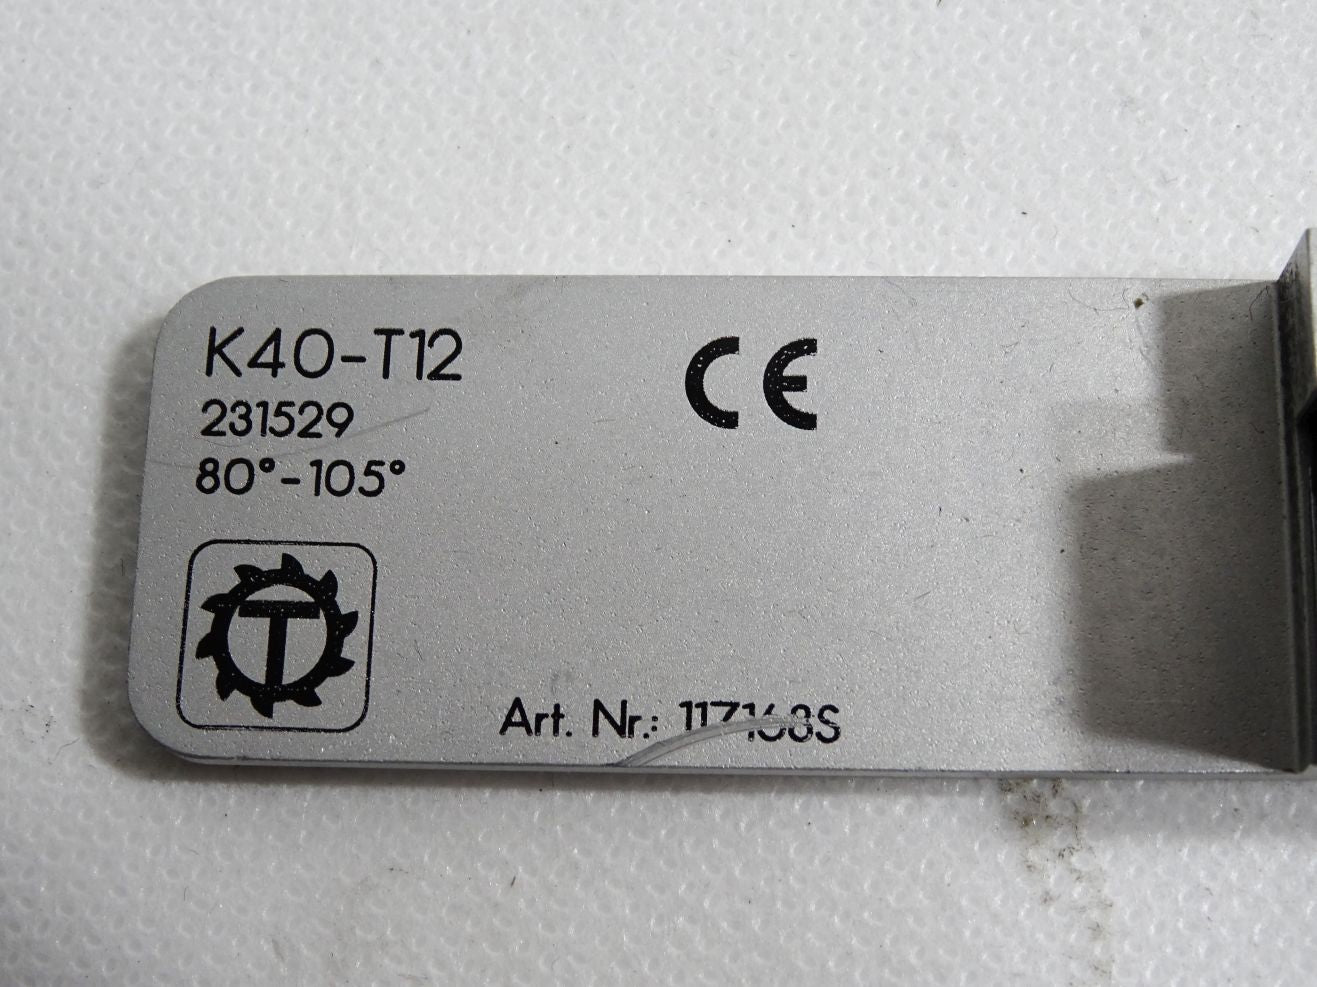 K40-T12
CE
231529
80°-105°
T
Art. Nr.: 117168S